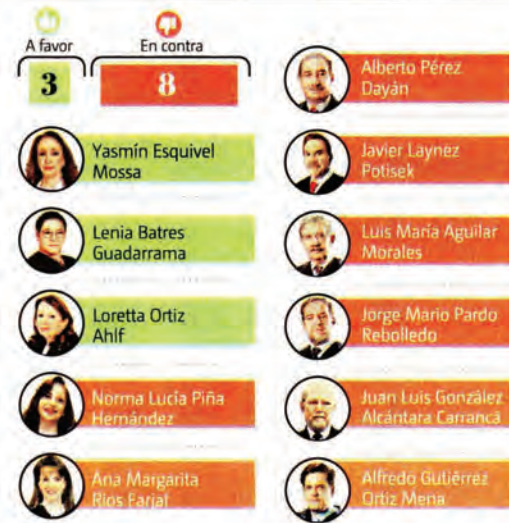 A favor
En contra
3
8
Yasmín Esquivel
Mossa
Lenia Batres
Guadarrama
Loretta Ortiz
Ahlf
Norma Lucía Piña
Hernández
Ana Margarita
Ríos Farjat
Alberto Pérez
Dayán
Javier Laynez
Potisek
Luis María Aguilar
Morales
Jorge Mario Pardo
Rebolledo
Juan Luis González
Alcántara Carrancá
Alfredo Gutiérrez
Ortiz Mena